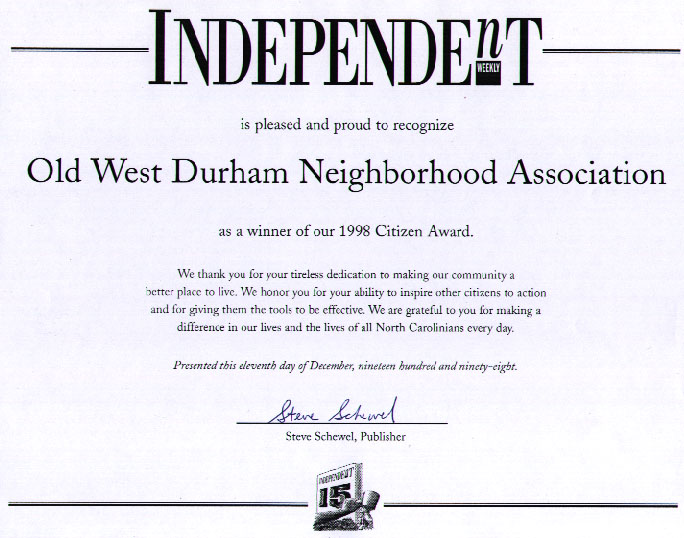 INDEPENDEnT
WEEKLY
is pleased and proud to recognize
Old West Durham Neighborhood Association
as a winner of our 1998 Citizen Award.
We thank you for your tireless dedication to making our community a
better place to live. We honor you for your ability to inspire other citizens to action
and for giving them the tools to be effective. We are grateful to you for making a
difference in our lives and the lives of all North Carolinians every day.
Presented this eleventh day of December, nineteen hundred and ninety-eight.
Steve Schewel
Steve Schewel, Publisher
INDEPENDEnT
15